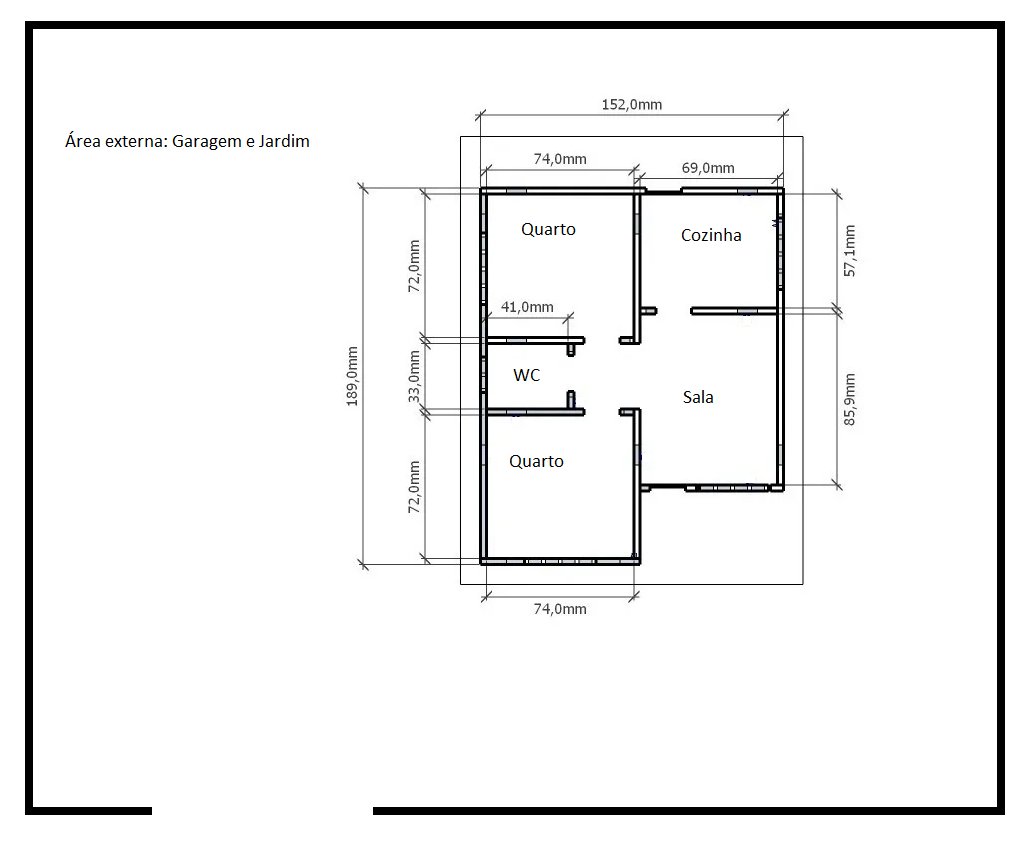 152,0mm
Área externa: Garagem e Jardim
74,0mm
69,0mm
Quarto
Cozinha
57,1mm
72,0mm
41,0mm
189,0mm
33,0mm
WC
Sala
85,9mm
Quarto
72,0mm
74,0mm